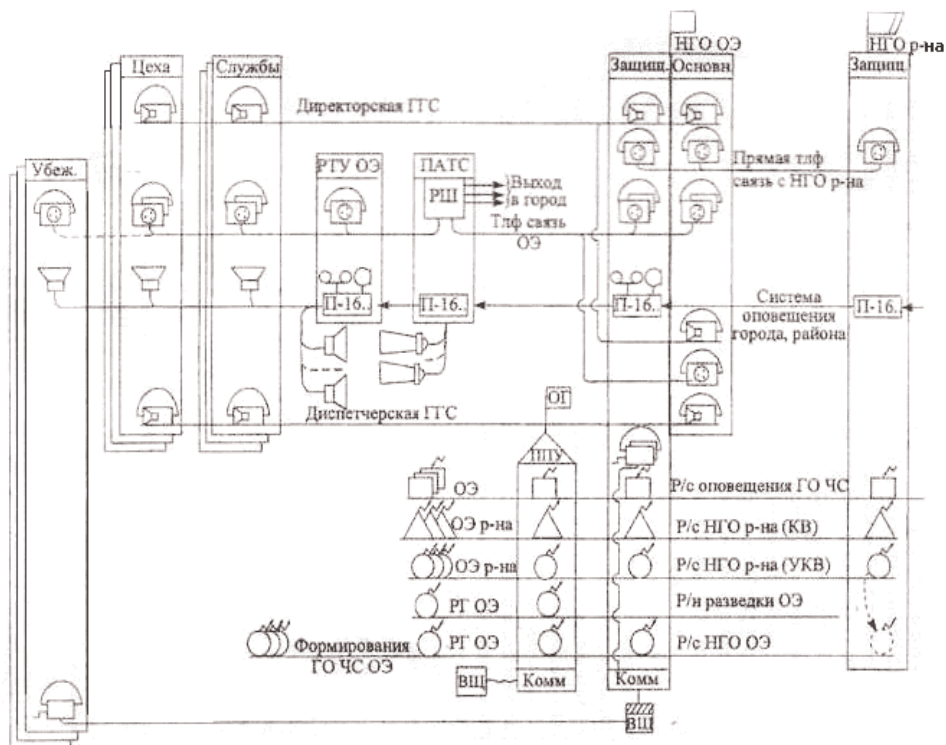 НГО ОЭ
НГО р-на
Цеха
Службы
Защищ.
Основн.
Защищ
Директорская ГГС
Убеж.
РТУ ОЭ
ПАТС
РШ
Выход
в город
Прямая тлф
связь с НГО р-на
Тлф связь
ОЭ
П-16..
П-16..
П-16..
П-16..
Система
оповещения
города, района
Диспетчерская ГГС
ОГ
ППУ
ОЭ
Р/с оповещения ГО ЧС
ОЭ р-на
Р/с НГО р-на (КВ)
ОЭ р-на
Р/с НГО р-на (УКВ)
РГ ОЭ
Р/н разведки ОЭ
Формирования
ГО ЧС ОЭ
РГ ОЭ
Р/с НГО ОЭ
ВЩ
Комм
Комм
ВЩ